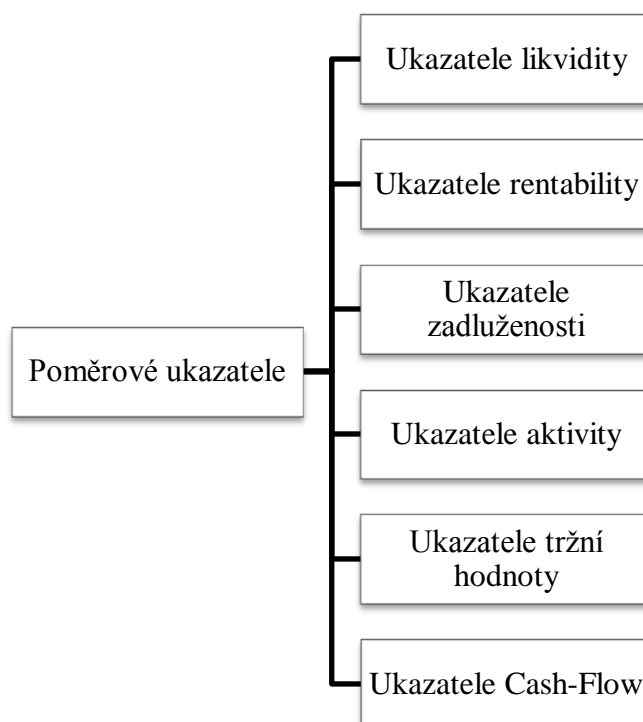 Poměrové ukazatele
Ukazatele likvidity
Ukazatele rentability
Ukazatele
zadluženosti
Ukazatele aktivity
Ukazatele tržní
hodnoty
Ukazatele Cash-Flow